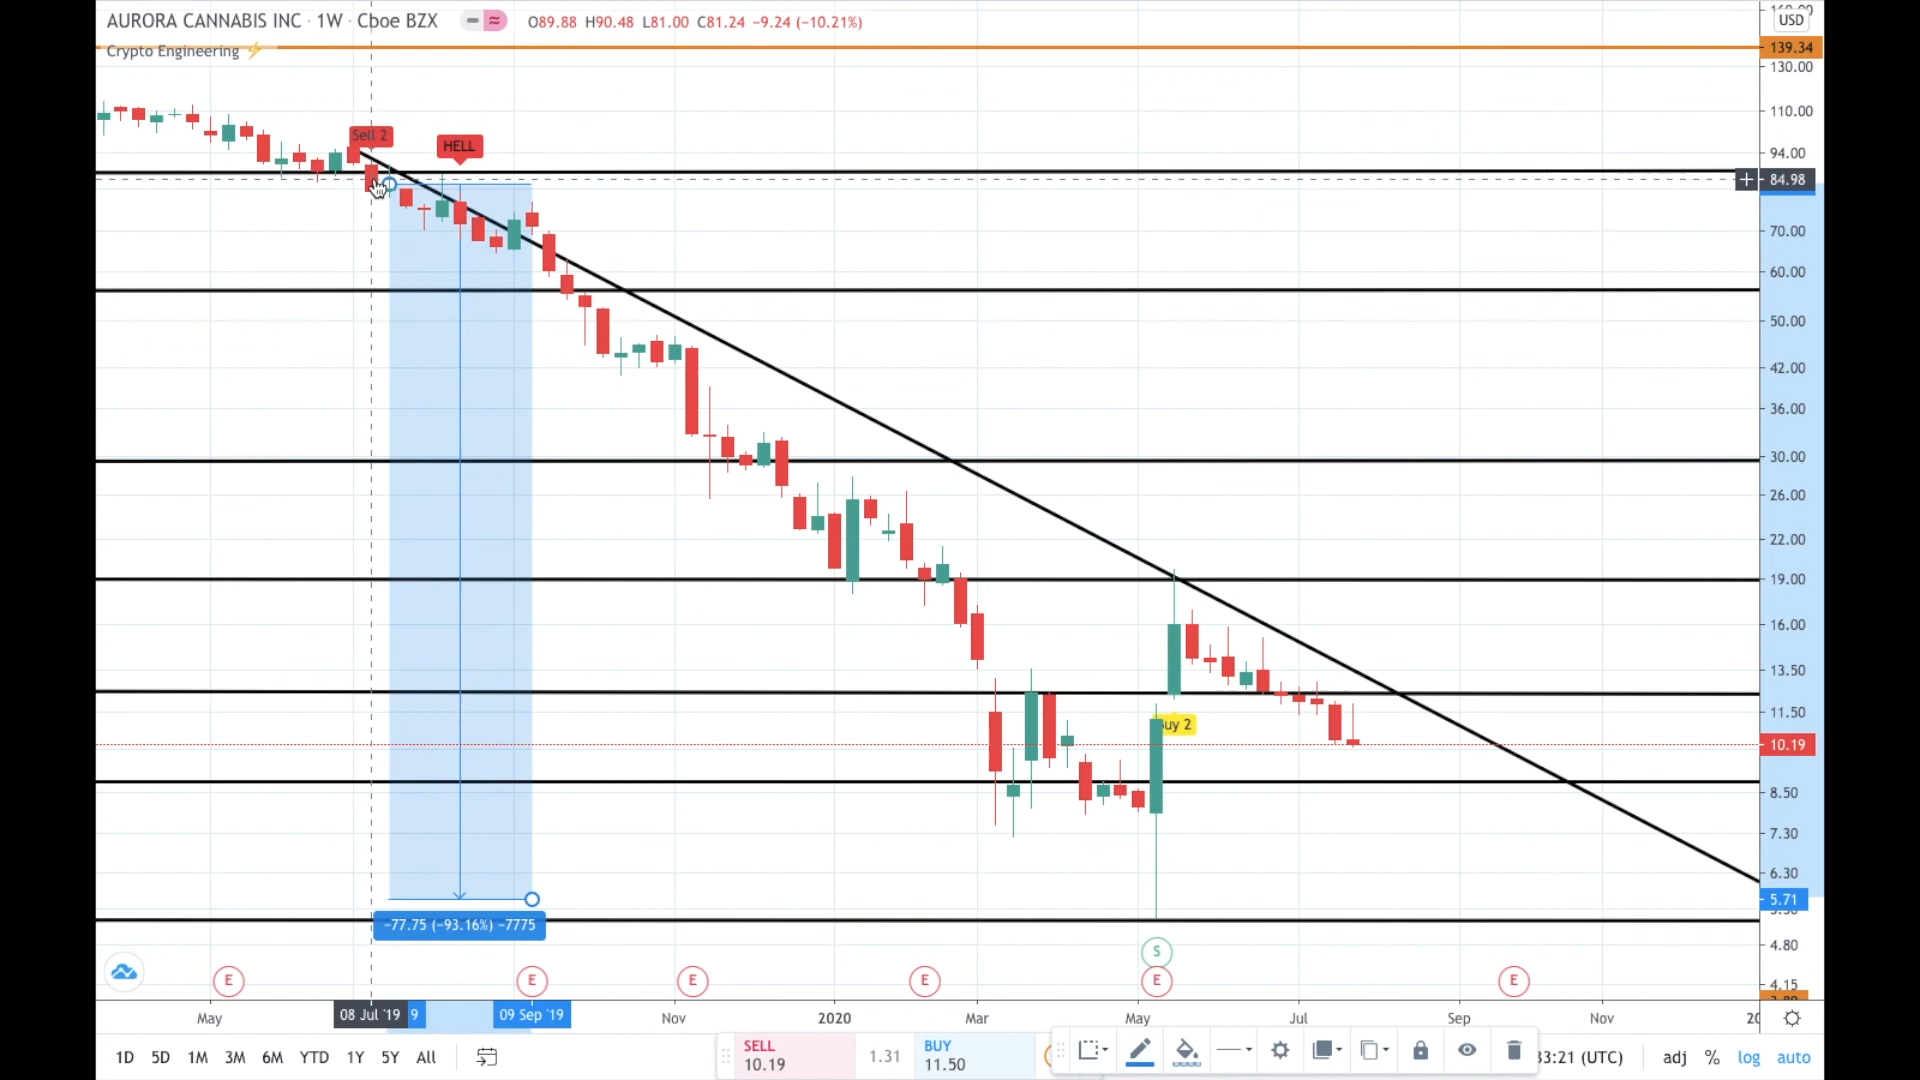 AURORA CANNABIS INC · 1W · Cboe BZX O89.88 H90.48 L81.00 C81.24 −9.24 (−10.21%)
USD
Crypto Engineering ⚡
139.34
130.00
110.00
Sell 2
HELL
94.00
84.98
70.00
60.00
50.00
42.00
36.00
30.00
26.00
22.00
19.00
16.00
13.50
11.50
Buy 2
10.19
8.50
7.30
6.30
5.71
−77.75 (−93.16%) −7775
4.80
S
E E E E E E
4.15
May 08 Jul '19 9 09 Sep '19 Nov 2020 Mar May Jul Sep Nov
1D 5D 1M 3M 6M YTD 1Y 5Y All
SELL
10.19
1.31
BUY
11.50
33:21 (UTC) adj % log auto